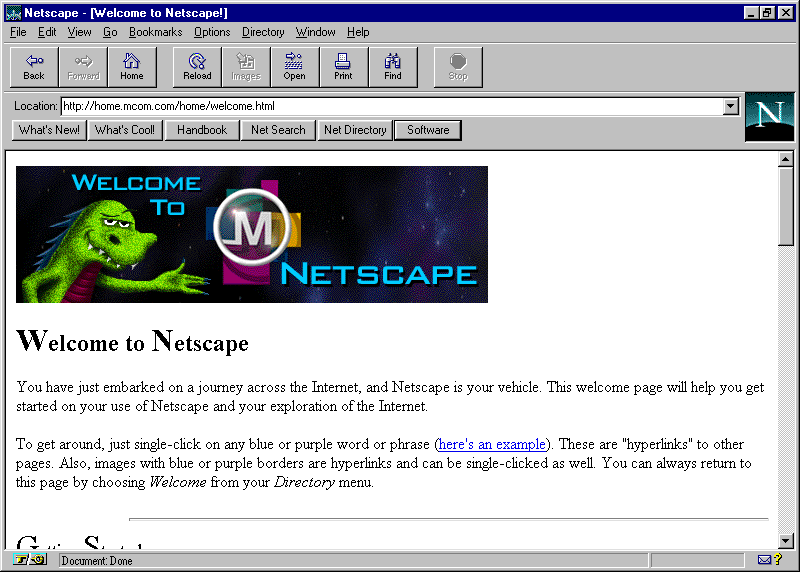 Netscape - [Welcome to Netscape!]
File Edit View Go Bookmarks Options Directory Window Help
Back Forward Home Reload Images Open Print Find Stop
Location: http://home.mcom.com/home/welcome.html
N
What's New! What's Cool! Handbook Net Search Net Directory Software
WELCOME
TO
M
NETSCAPE
Welcome to Netscape
You have just embarked on a journey across the Internet, and Netscape is your vehicle. This welcome page will help you get
started on your use of Netscape and your exploration of the Internet.
To get around, just single-click on any blue or purple word or phrase (here's an example). These are "hyperlinks" to other
pages. Also, images with blue or purple borders are hyperlinks and can be single-clicked as well. You can always return to
this page by choosing Welcome from your Directory menu.
Document: Done
?